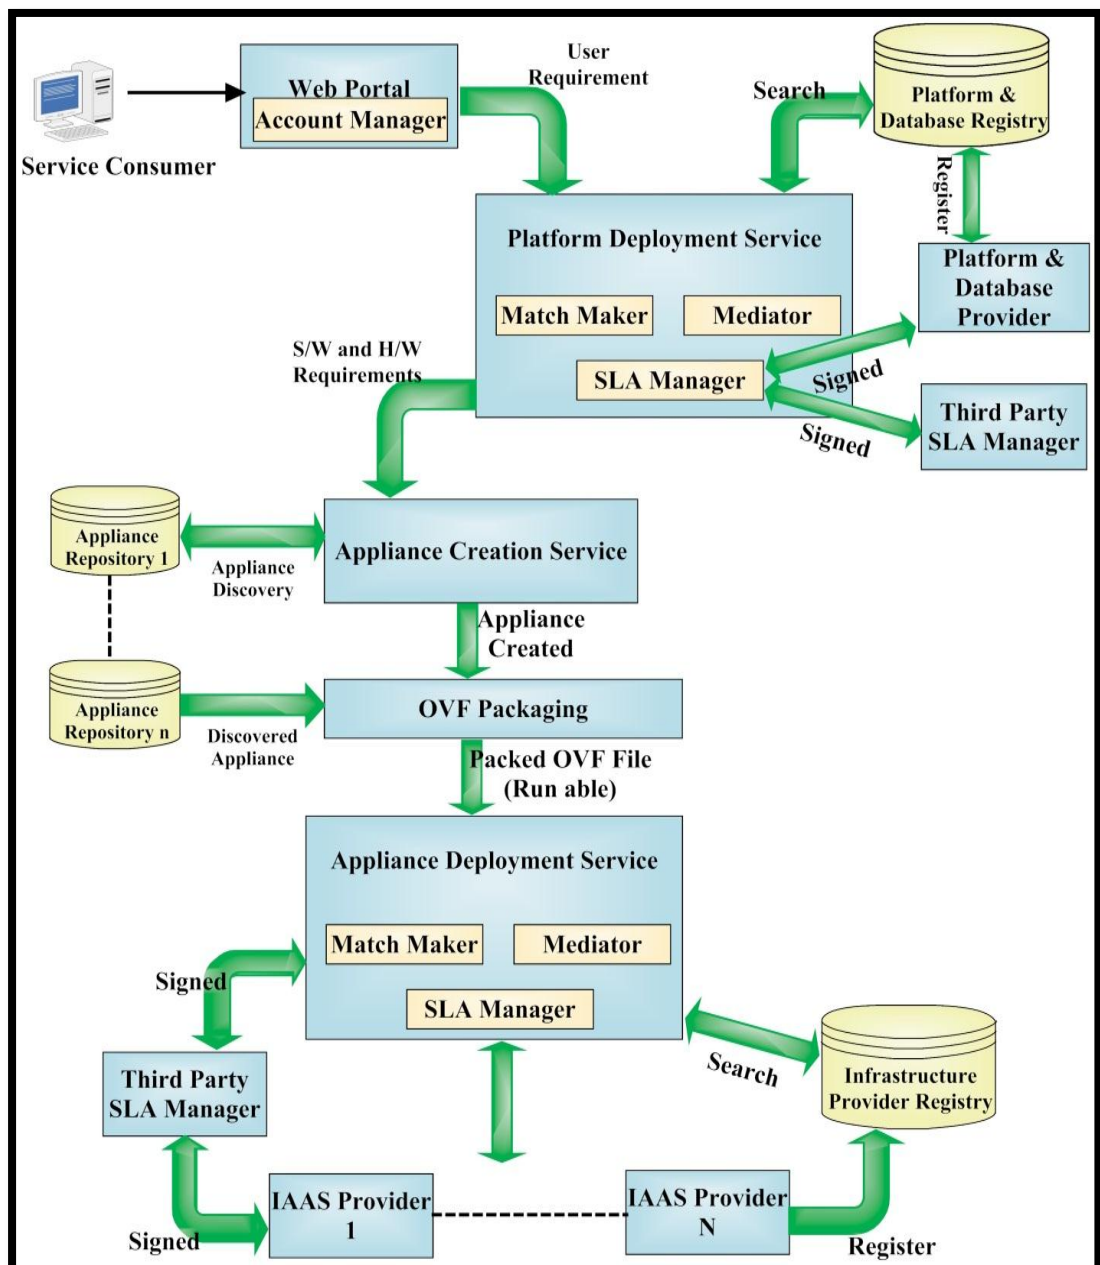 User
Requirement
Web Portal
Account Manager
Service Consumer
Search
Platform &
Database Registry
Register
Platform Deployment Service
Match Maker
Mediator
SLA Manager
Platform &
Database
Provider
Signed
Signed
Third Party
SLA Manager
S/W and H/W
Requirements
Appliance
Repository 1
Appliance
Discovery
Appliance Creation Service
Appliance
Created
Appliance
Repository n
Discovered
Appliance
OVF Packaging
Packed OVF File
(Run able)
Appliance Deployment Service
Match Maker
Mediator
SLA Manager
Signed
Third Party
SLA Manager
Search
Infrastructure
Provider Registry
Signed
IAAS Provider
1
IAAS Provider
N
Register